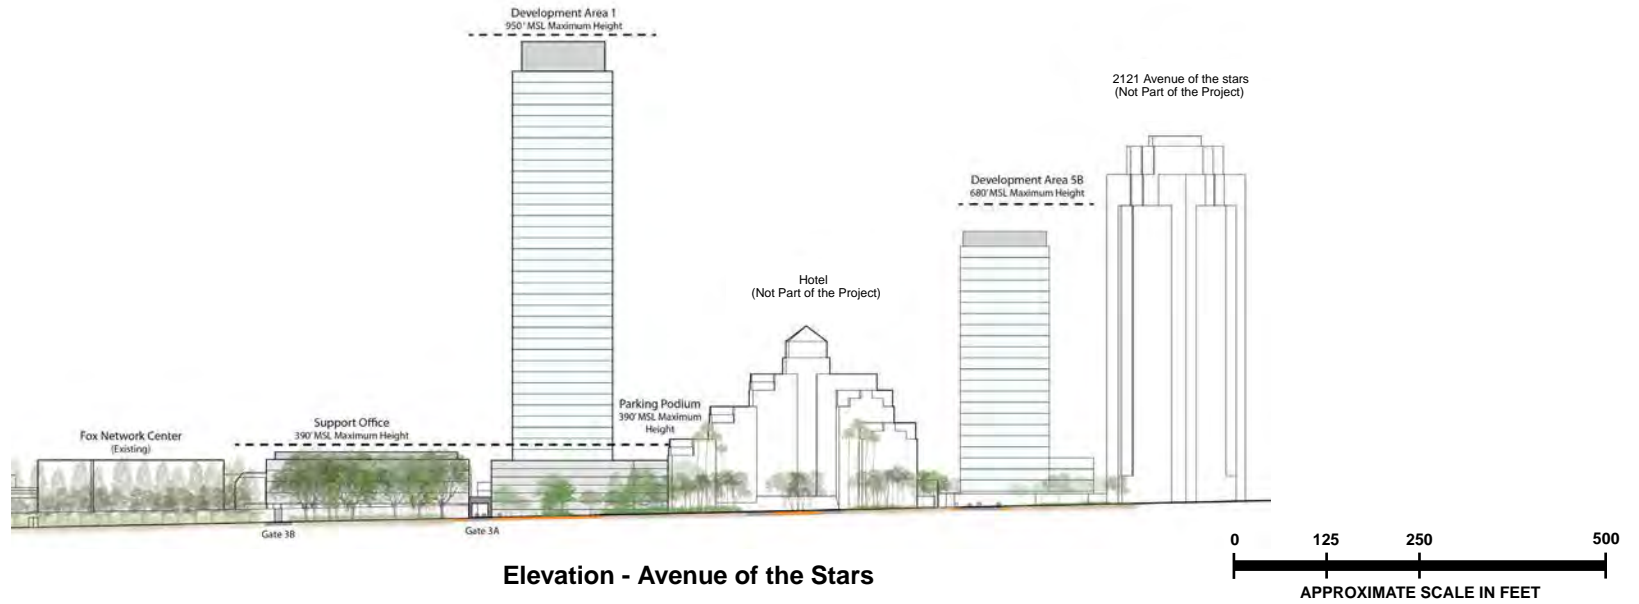 Development Area 1
950' MSL Maximum Height
2121 Avenue of the stars
(Not Part of the Project)
Development Area 5B
680' MSL Maximum Height
Hotel
(Not Part of the Project)
Parking Podium
390' MSL Maximum
Height
Support Office
390' MSL Maximum Height
Fox Network Center
(Existing)
Gate 3B
Gate 3A
Elevation - Avenue of the Stars
0 125 250 500
APPROXIMATE SCALE IN FEET